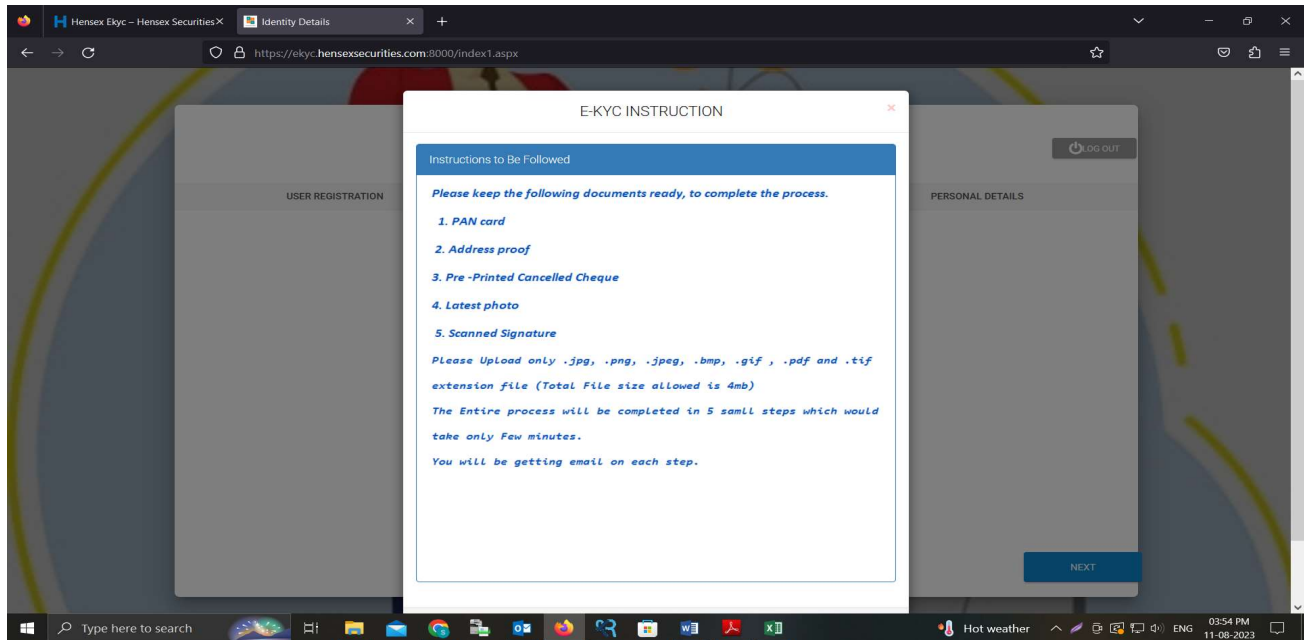 Hensex Ekyc – Hensex Securities
Identity Details
https://ekyc.hensexsecurities.com:8000/index1.aspx
E-KYC INSTRUCTION
LOG OUT
Instructions to Be Followed
USER REGISTRATION
PERSONAL DETAILS
Please keep the following documents ready, to complete the process.
1. PAN card
2. Address proof
3. Pre -Printed Cancelled Cheque
4. Latest photo
5. Scanned Signature
Please Upload only .jpg, .png, .jpeg, .bmp, .gif , .pdf and .tif
extension file (Total File size allowed is 4mb)
The Entire process will be completed in 5 samll steps which would
take only Few minutes.
You will be getting email on each step.
NEXT
Type here to search
Hot weather
ENG
03:54 PM
11-08-2023